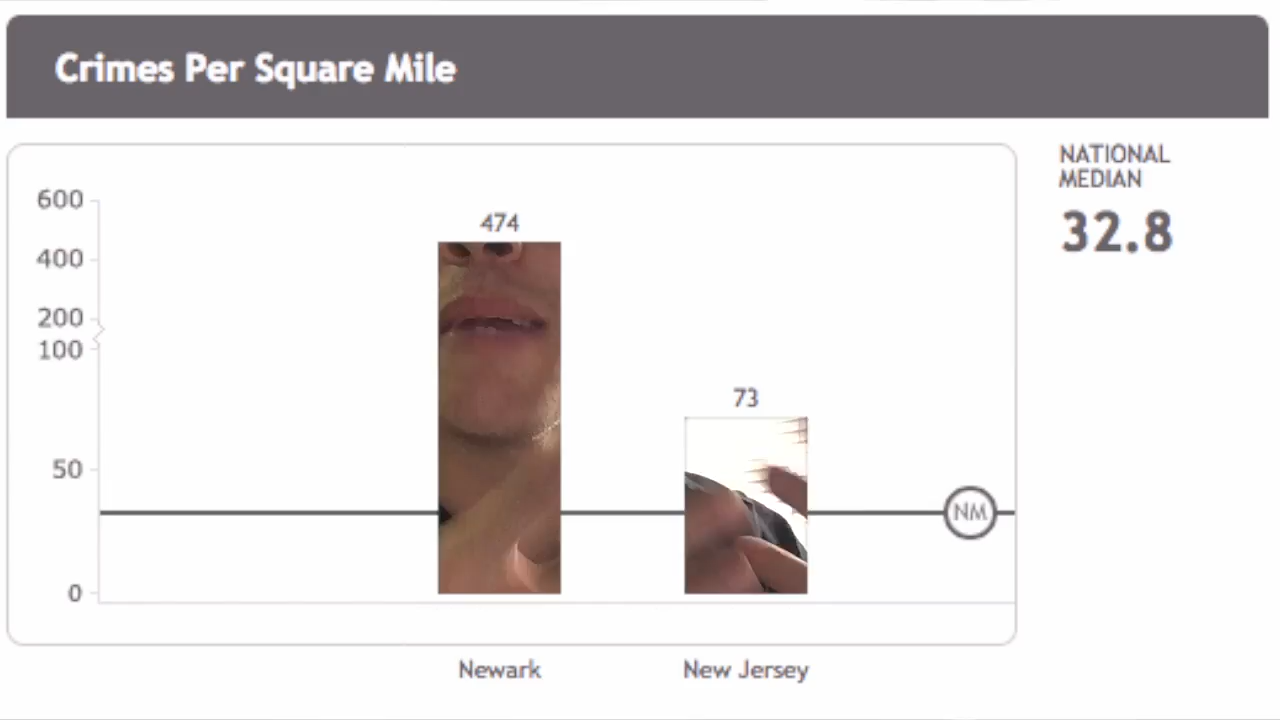 Crimes Per Square Mile
NATIONAL
MEDIAN
32.8
600
400
200
100
50
0
474
73
NM
Newark
New Jersey